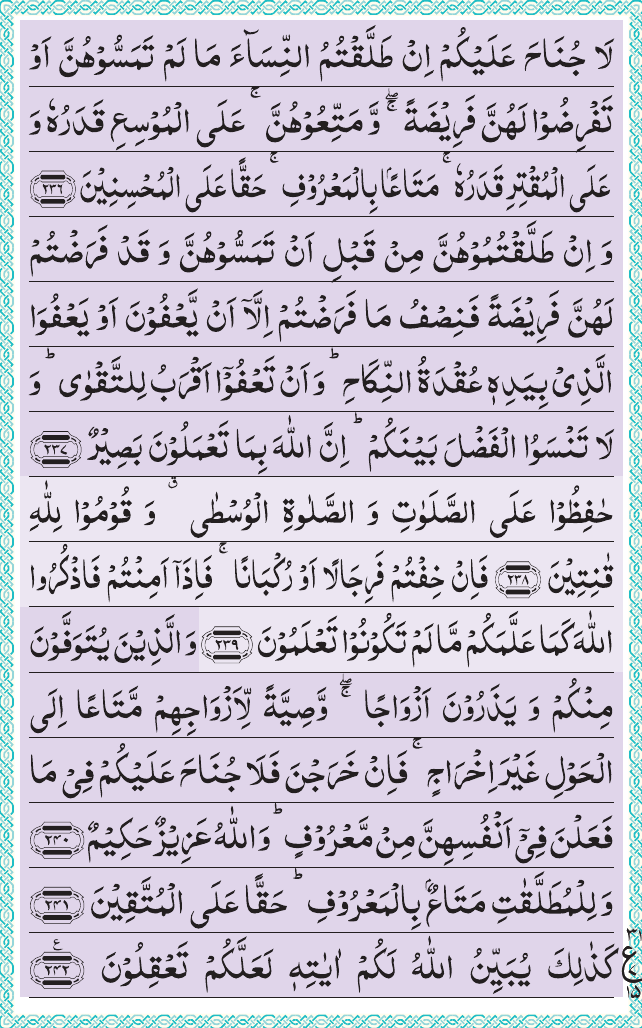 لَا جُنَاحَ عَلَيْكُمْ اِنْ طَلَّقْتُمُ النِّسَآءَ مَا لَمْ تَمَسُّوْهُنَّ اَوْ
تَفْرِضُوْا لَهُنَّ فَرِيْضَةً ۖۚ وَّ مَتِّعُوْهُنَّ ۚ عَلَى الْمُوْسِعِ قَدَرُهٗ وَ
عَلَى الْمُقْتِرِ قَدَرُهٗ ۚ مَتَاعًۢا بِالْمَعْرُوْفِ ۚ حَقًّا عَلَى الْمُحْسِنِيْنَ ﴿۲۳۶﴾
وَ اِنْ طَلَّقْتُمُوْهُنَّ مِنْ قَبْلِ اَنْ تَمَسُّوْهُنَّ وَ قَدْ فَرَضْتُمْ
لَهُنَّ فَرِيْضَةً فَنِصْفُ مَا فَرَضْتُمْ اِلَّاۤ اَنْ يَّعْفُوْنَ اَوْ يَعْفُوَا
الَّذِيْ بِيَدِهٖ عُقْدَةُ النِّكَاحِ ؕ وَ اَنْ تَعْفُوْۤا اَقْرَبُ لِلتَّقْوٰى ؕ وَ
لَا تَنْسَوُا الْفَضْلَ بَيْنَكُمْ ؕ اِنَّ اللّٰهَ بِمَا تَعْمَلُوْنَ بَصِيْرٌ ﴿۲۳۷﴾
حٰفِظُوْا عَلَى الصَّلَوٰتِ وَ الصَّلٰوةِ الْوُسْطٰى ۗ وَ قُوْمُوْا لِلّٰهِ
قٰنِتِيْنَ ﴿۲۳۸﴾ فَاِنْ خِفْتُمْ فَرِجَالًا اَوْ رُكْبَانًا ۚ فَاِذَاۤ اَمِنْتُمْ فَاذْكُرُوا
اللّٰهَ كَمَا عَلَّمَكُمْ مَّا لَمْ تَكُوْنُوْا تَعْلَمُوْنَ ﴿۲۳۹﴾ وَ الَّذِيْنَ يُتَوَفَّوْنَ
مِنْكُمْ وَ يَذَرُوْنَ اَزْوَاجًا ۖۚ وَّصِيَّةً لِّاَزْوَاجِهِمْ مَّتَاعًا اِلَى
الْحَوْلِ غَيْرَ اِخْرَاجٍ ۚ فَاِنْ خَرَجْنَ فَلَا جُنَاحَ عَلَيْكُمْ فِيْ مَا
فَعَلْنَ فِيْۤ اَنْفُسِهِنَّ مِنْ مَّعْرُوْفٍ ؕ وَ اللّٰهُ عَزِيْزٌ حَكِيْمٌ ﴿۲۴۰﴾
وَ لِلْمُطَلَّقٰتِ مَتَاعٌۢ بِالْمَعْرُوْفِ ؕ حَقًّا عَلَى الْمُتَّقِيْنَ ﴿۲۴۱﴾
كَذٰلِكَ يُبَيِّنُ اللّٰهُ لَكُمْ اٰيٰتِهٖ لَعَلَّكُمْ تَعْقِلُوْنَ ﴿۲۴۲﴾ ع